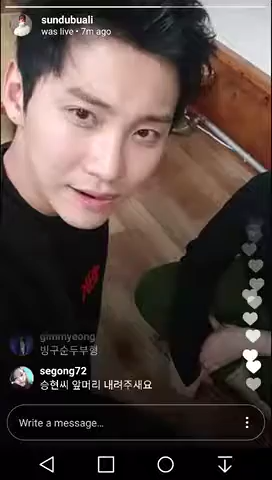 sundubuali
was live • 7m ago
gimmyeong
빙구순두부형
segong72
승현씨 앞머리 내려주새요
Write a message...